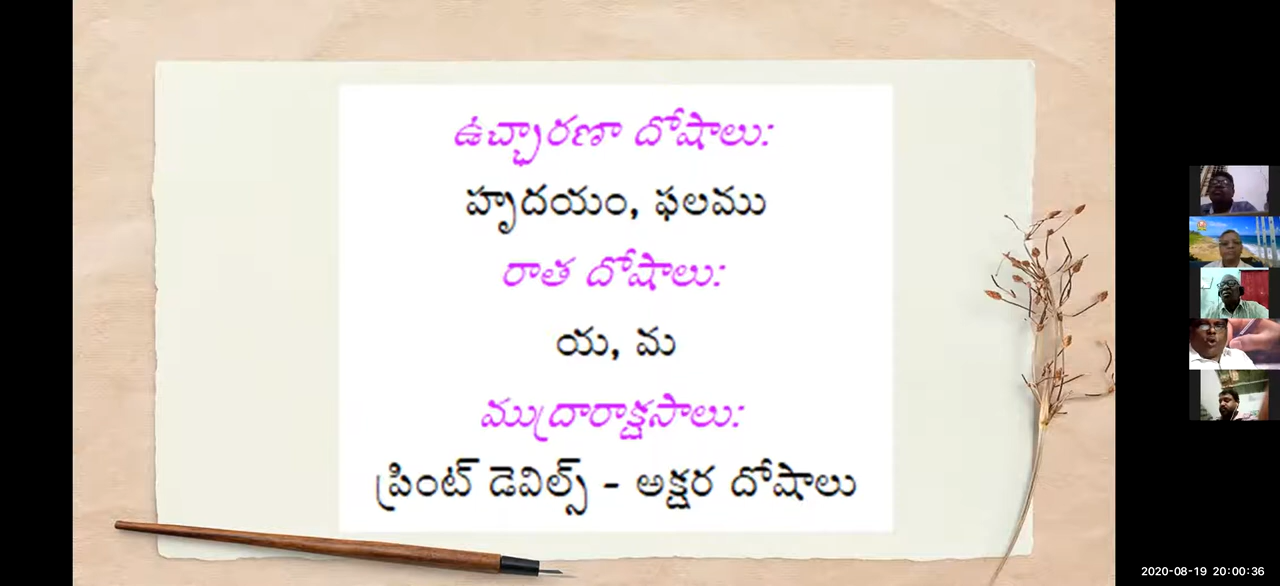 ఉచ్ఛారణా దోషాలు:
హృదయం, ఫలము
రాత దోషాలు:
య, మ
ముద్రారాక్షసాలు:
ప్రింట్ డెవిల్స్ - అక్షర దోషాలు
2020-08-19 20:00:36